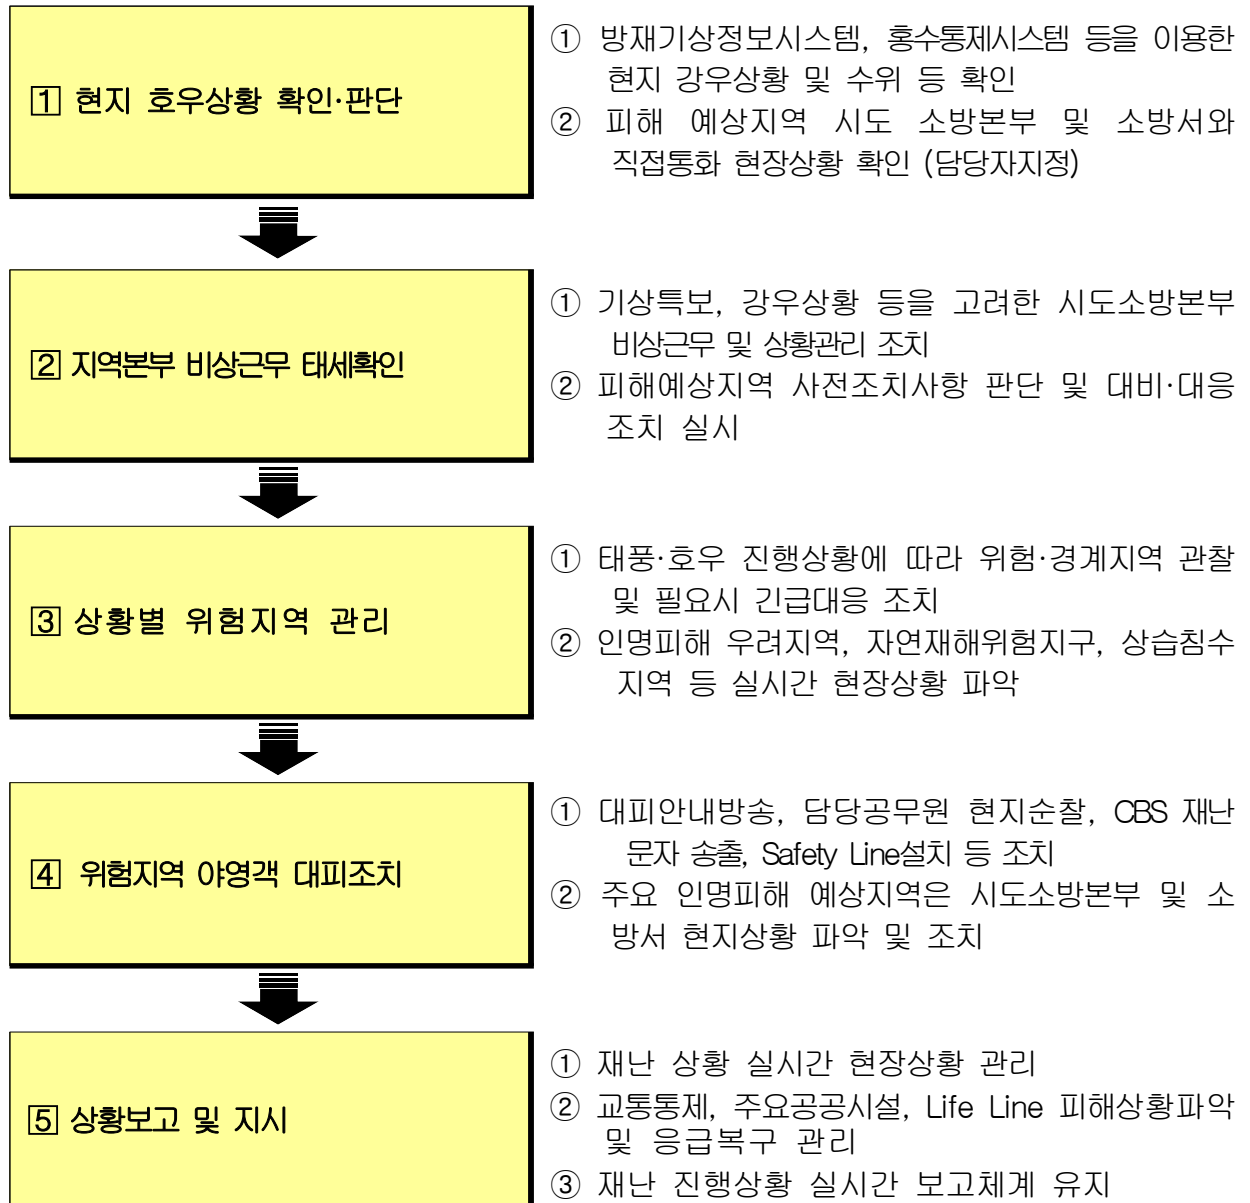 1 현지 호우상황 확인·판단
① 방재기상정보시스템, 홍수통제시스템 등을 이용한
현지 강우상황 및 수위 등 확인
② 피해 예상지역 시도 소방본부 및 소방서와
직접통화 현장상황 확인 (담당자지정)
2 지역본부 비상근무 태세확인
① 기상특보, 강우상황 등을 고려한 시도소방본부
비상근무 및 상황관리 조치
② 피해예상지역 사전조치사항 판단 및 대비·대응
조치 실시
3 상황별 위험지역 관리
① 태풍·호우 진행상황에 따라 위험·경계지역 관찰
및 필요시 긴급대응 조치
② 인명피해 우려지역, 자연재해위험지구, 상습침수
지역 등 실시간 현장상황 파악
4 위험지역 야영객 대피조치
① 대피안내방송, 담당공무원 현지순찰, CBS 재난
문자 송출, Safety Line설치 등 조치
② 주요 인명피해 예상지역은 시도소방본부 및 소
방서 현지상황 파악 및 조치
5 상황보고 및 지시
① 재난 상황 실시간 현장상황 관리
② 교통통제, 주요공공시설, Life Line 피해상황파악
및 응급복구 관리
③ 재난 진행상황 실시간 보고체계 유지